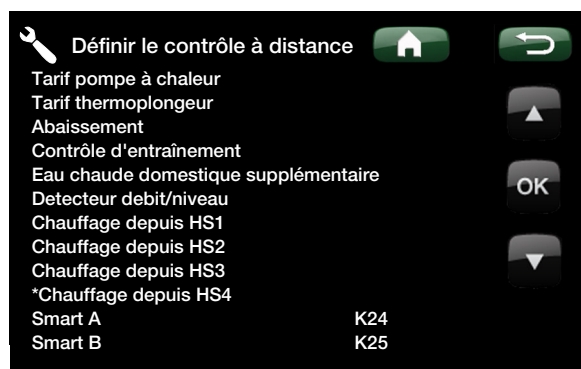 Définir le contrôle à distance
Tarif pompe à chaleur
Tarif thermoplongeur
Abaissement
Contrôle d'entraînement
Eau chaude domestique supplémentaire
OK
Detecteur debit/niveau
Chauffage depuis HS1
Chauffage depuis HS2
Chauffage depuis HS3
*Chauffage depuis HS4
Smart A K24
Smart B K25